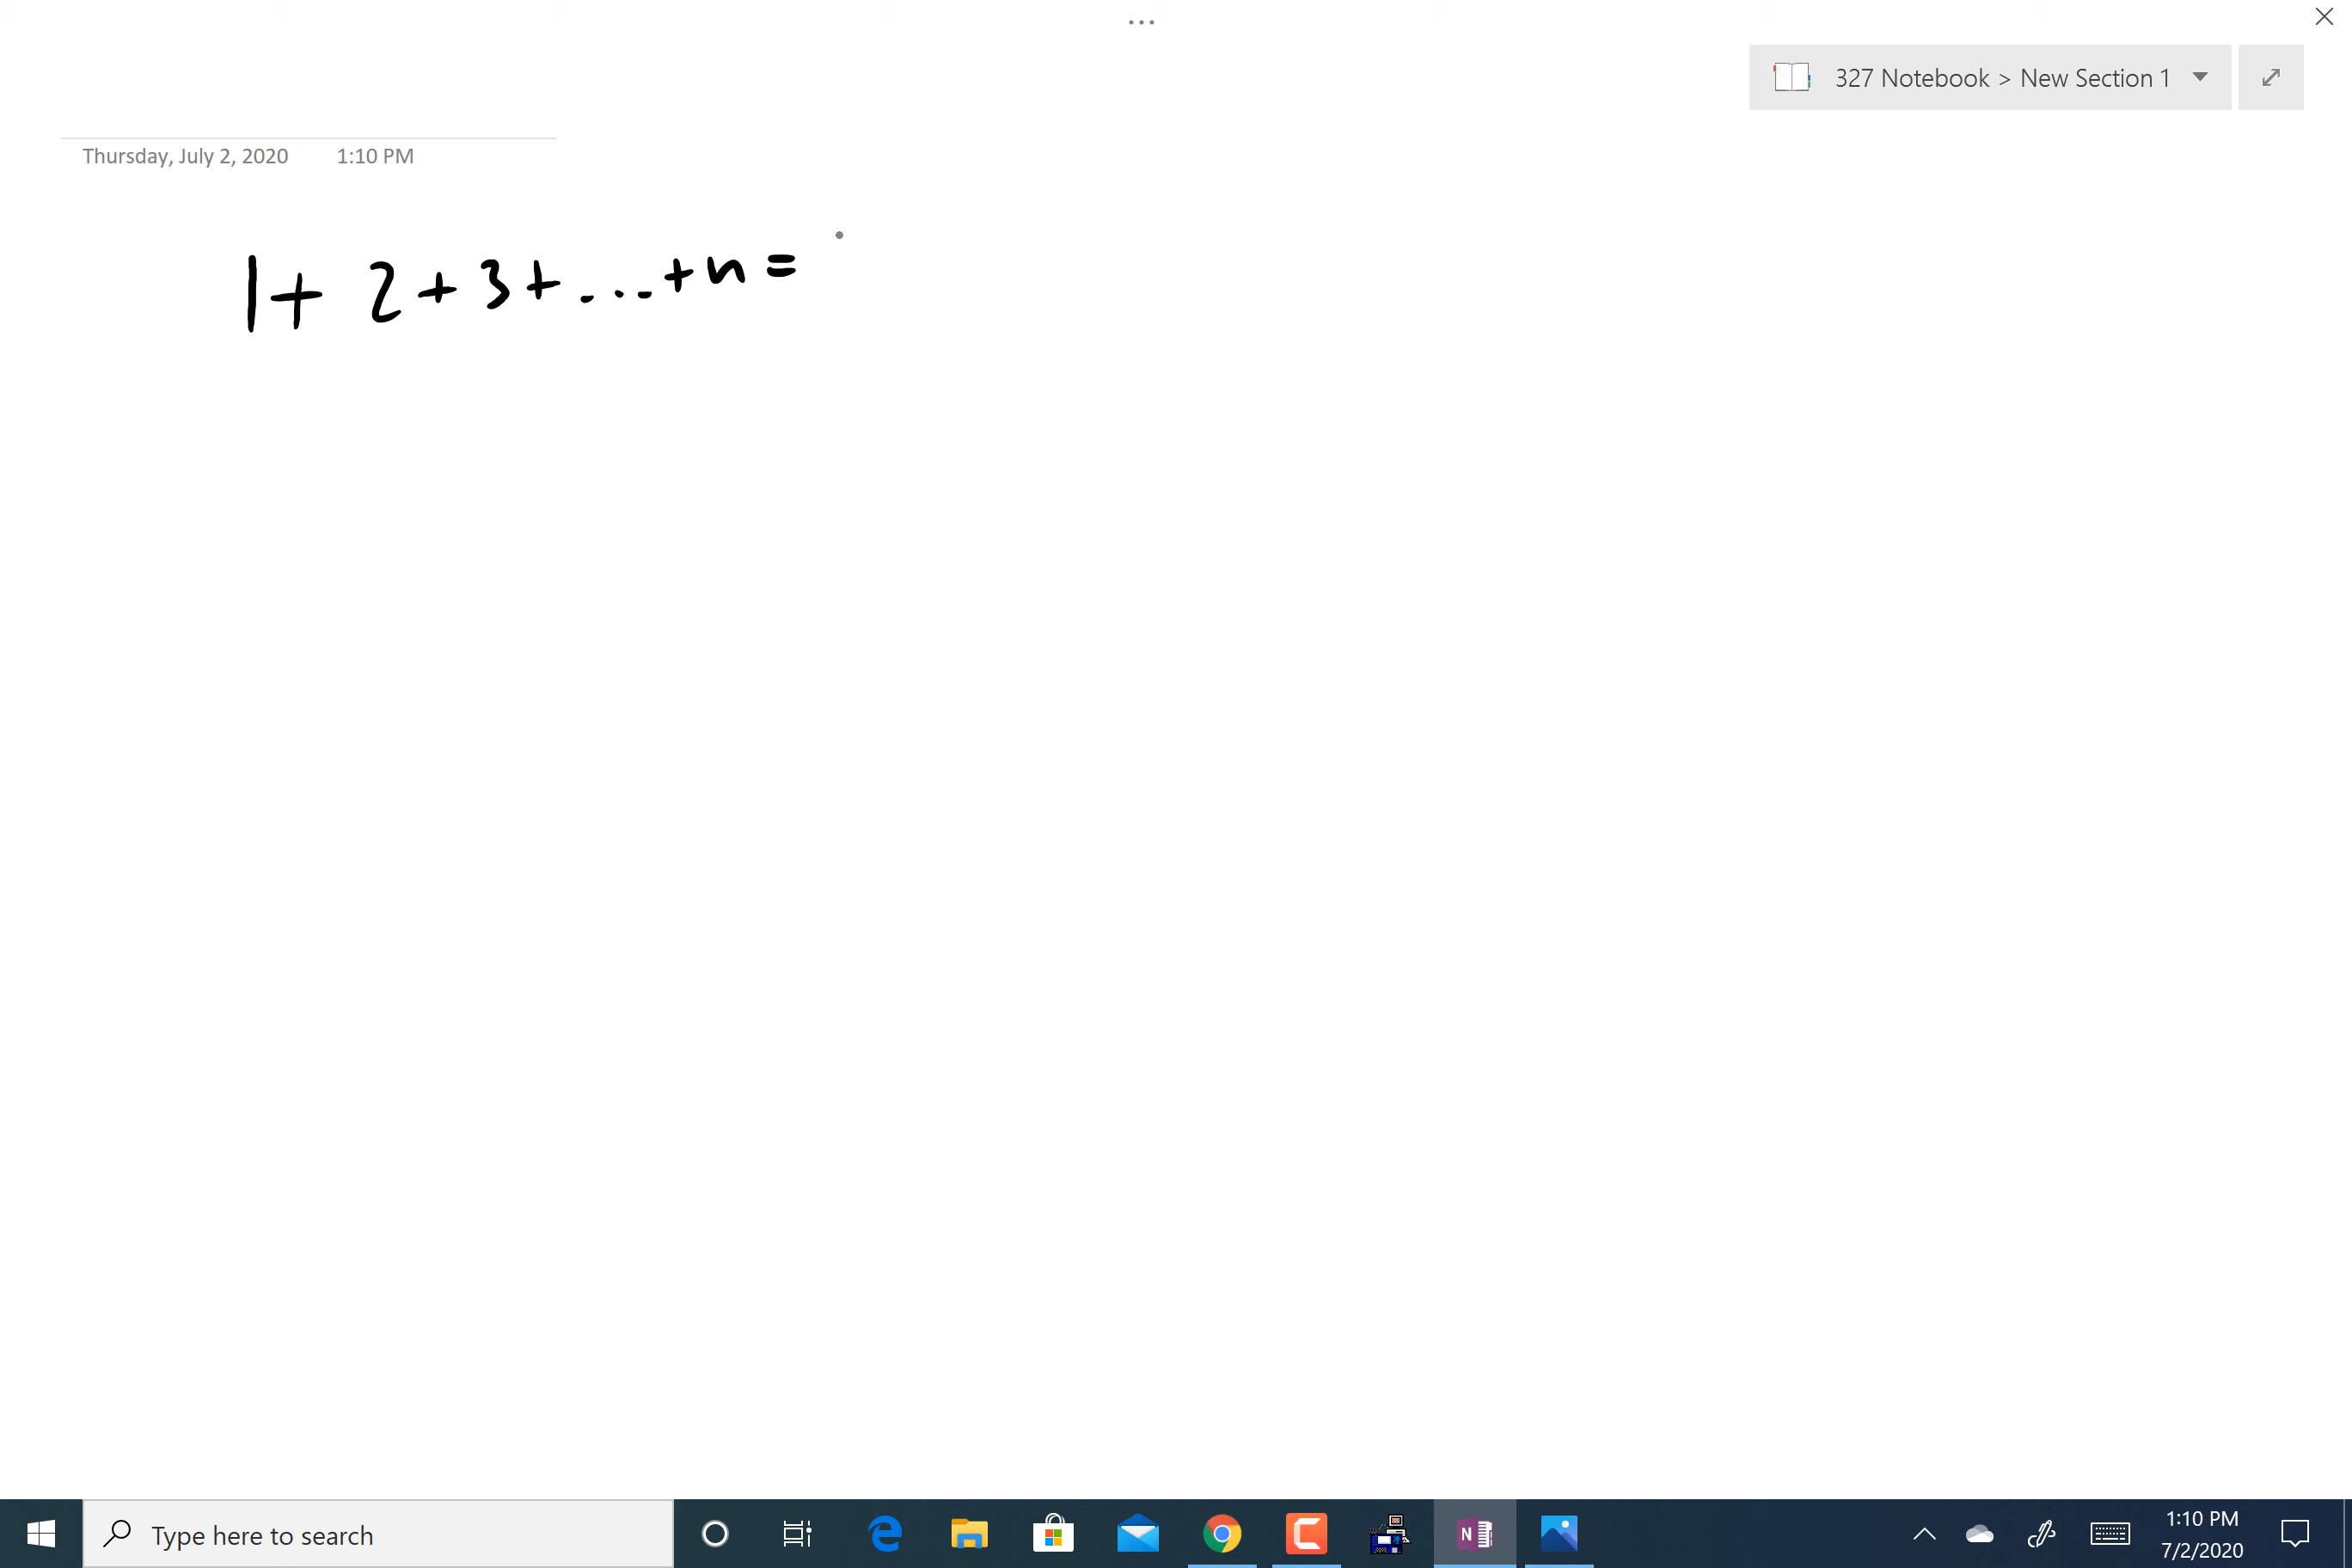 327 Notebook > New Section 1
Thursday, July 2, 2020 1:10 PM
1 + 2 + 3 + ... + n =
Type here to search
N
1:10 PM
7/2/2020